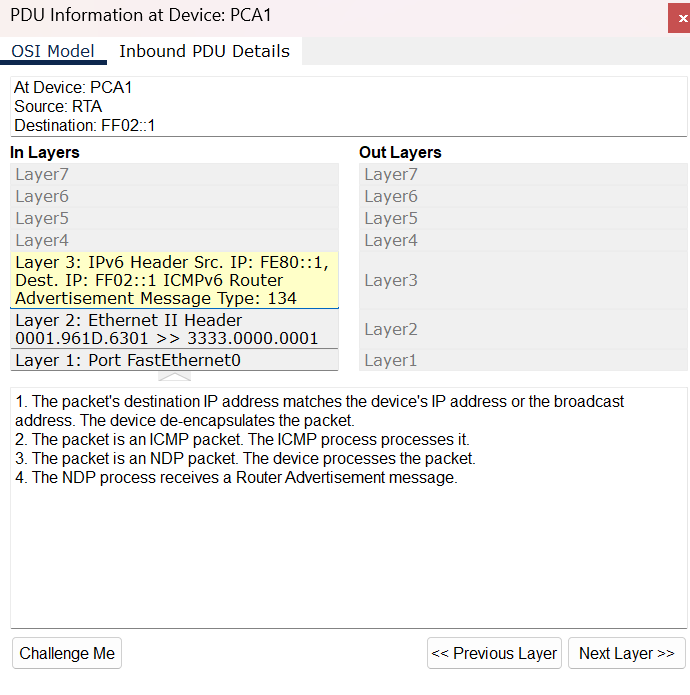 PDU Information at Device: PCA1
×
OSI Model Inbound PDU Details
At Device: PCA1
Source: RTA
Destination: FF02::1
In Layers
Layer7
Layer6
Layer5
Layer4
Layer 3: IPv6 Header Src. IP: FE80::1,
Dest. IP: FF02::1 ICMPv6 Router
Advertisement Message Type: 134
Layer 2: Ethernet II Header
0001.961D.6301 >> 3333.0000.0001
Layer 1: Port FastEthernet0
Out Layers
Layer7
Layer6
Layer5
Layer4
Layer3
Layer2
Layer1
1. The packet's destination IP address matches the device's IP address or the broadcast
address. The device de-encapsulates the packet.
2. The packet is an ICMP packet. The ICMP process processes it.
3. The packet is an NDP packet. The device processes the packet.
4. The NDP process receives a Router Advertisement message.
Challenge Me << Previous Layer Next Layer >>